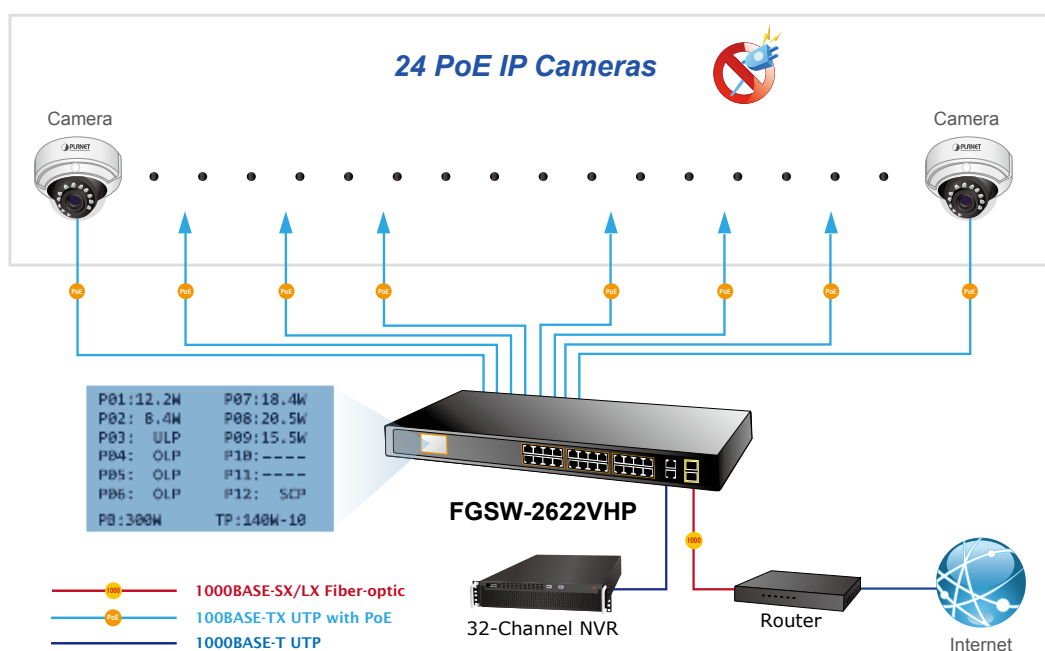 24 PoE IP Cameras
Camera
Camera
PLANET
PLANET
PoE
PoE
PoE
PoE
PoE
PoE
PoE
PoE
P01:12.2W P07:18.4W
P02: 8.4W P08:20.5W
P03: ULP P09:15.5W
P04: OLP P10:----
P05: OLP P11:----
P06: OLP P12: SCP
PB:300W TP:140W-10
FGSW-2622VHP
1000
1000 1000BASE-SX/LX Fiber-optic
PoE 100BASE-TX UTP with PoE
1000BASE-T UTP
32-Channel NVR
Router
Internet